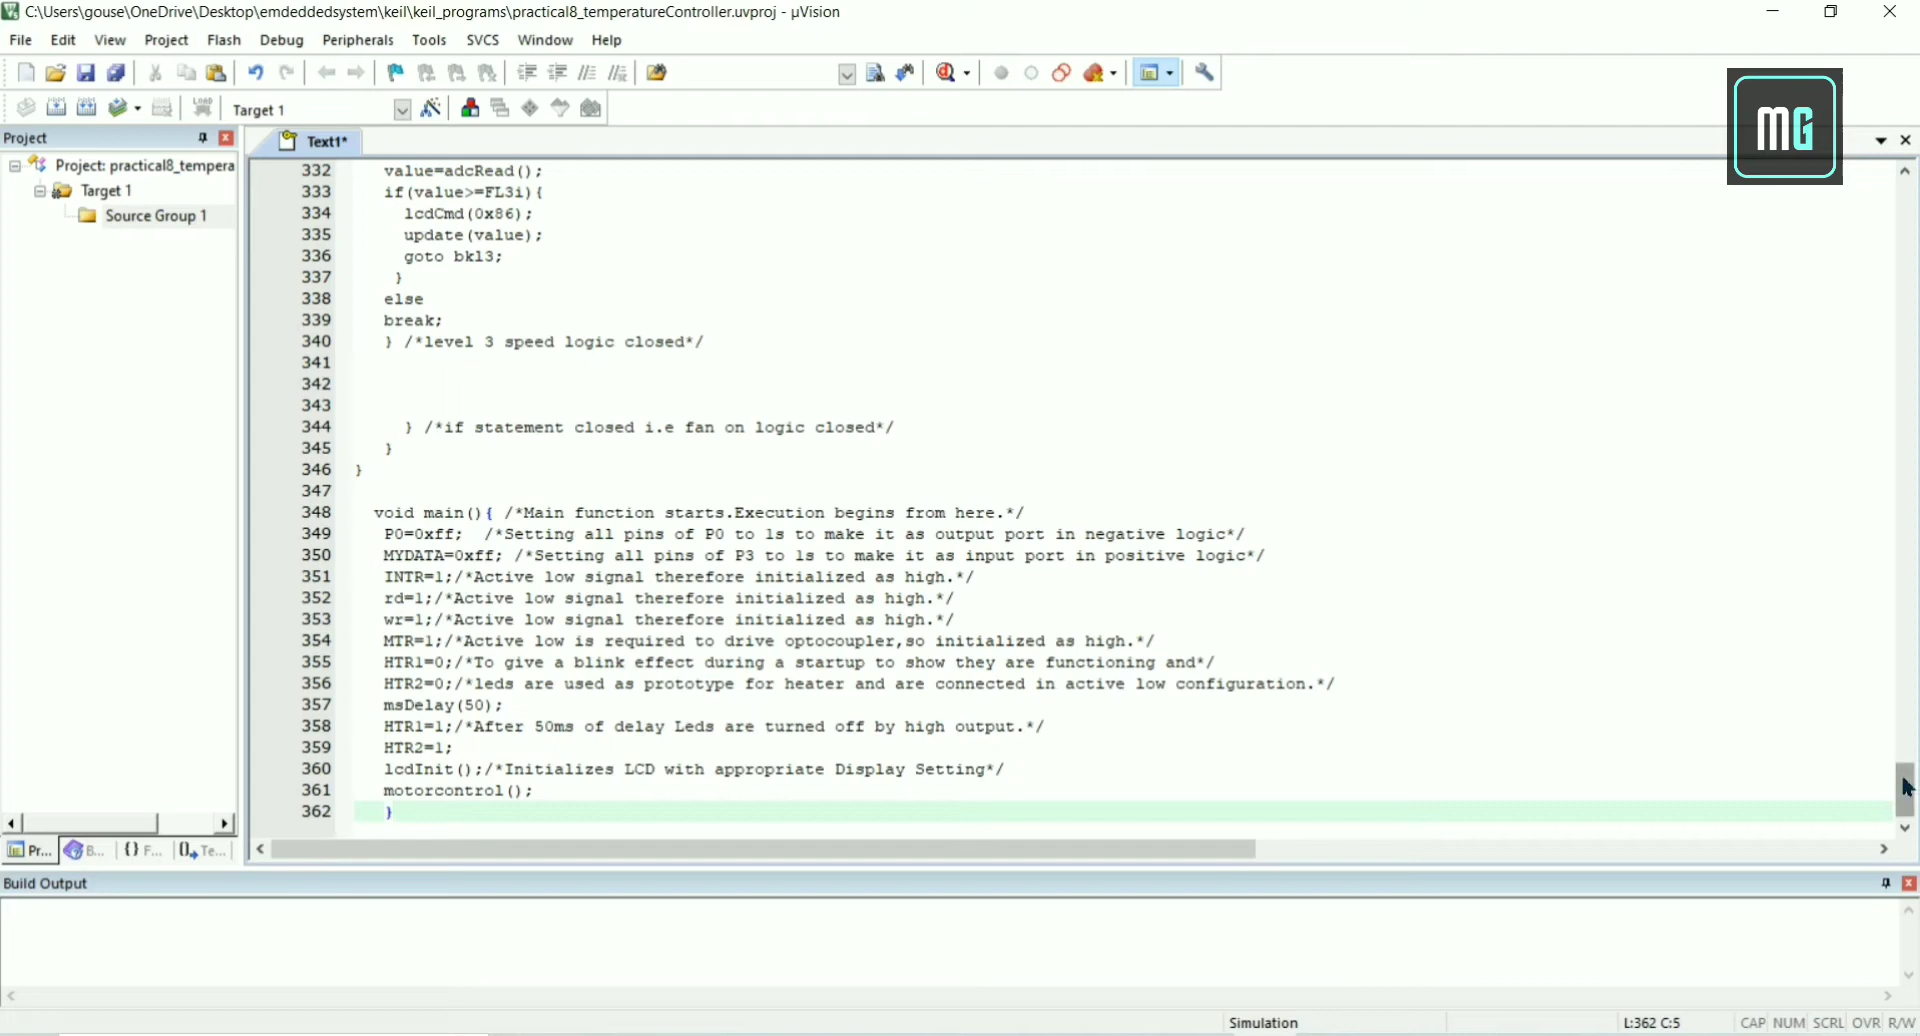 C:\Users\gouse\OneDrive\Desktop\emdeddedsystem\keil\keil_programs\practical8_temperatureController.uvproj - µVision
File Edit View Project Flash Debug Peripherals Tools SVCS Window Help
LOAD Target 1
MG
Project
Text1*
Project: practical8_tempera
Target 1
Source Group 1
332 value=adcRead();
333 if(value>=FL3i){
334 lcdCmd(0x86);
335 update(value);
336 goto bkl3;
337 }
338 else
339 break;
340 } /*level 3 speed logic closed*/
341
342
343
344 } /*if statement closed i.e fan on logic closed*/
345 }
346 }
347
348 void main(){ /*Main function starts.Execution begins from here.*/
349 P0=0xff; /*Setting all pins of P0 to 1s to make it as output port in negative logic*/
350 MYDATA=0xff; /*Setting all pins of P3 to 1s to make it as input port in positive logic*/
351 INTR=1;/*Active low signal therefore initialized as high.*/
352 rd=1;/*Active low signal therefore initialized as high.*/
353 wr=1;/*Active low signal therefore initialized as high.*/
354 MTR=1;/*Active low is required to drive optocoupler,so initialized as high.*/
355 HTR1=0;/*To give a blink effect during a startup to show they are functioning and*/
356 HTR2=0;/*leds are used as prototype for heater and are connected in active low configuration.*/
357 msDelay(50);
358 HTR1=1;/*After 50ms of delay Leds are turned off by high output.*/
359 HTR2=1;
360 lcdInit();/*Initializes LCD with appropriate Display Setting*/
361 motorcontrol();
362 }
Pr... B... {} F... Te...
Build Output
Simulation L:362 C:5 CAP NUM SCRL OVR R/W